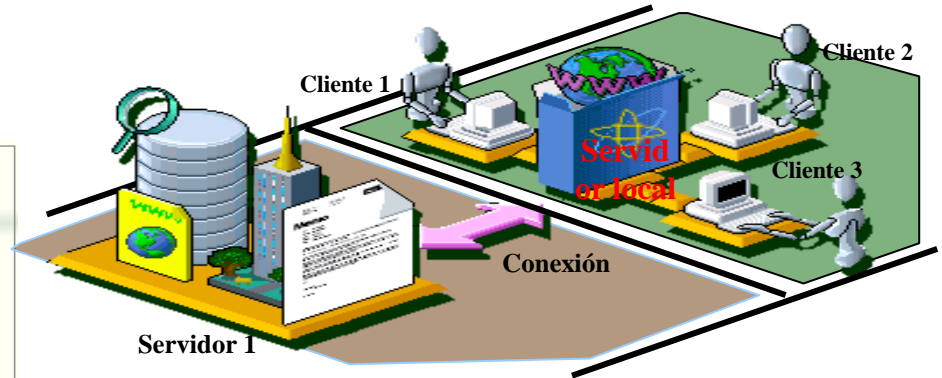 Cliente 1
Cliente 2
WWW
Servid
or local
Cliente 3
WWW
Conexión
Servidor 1